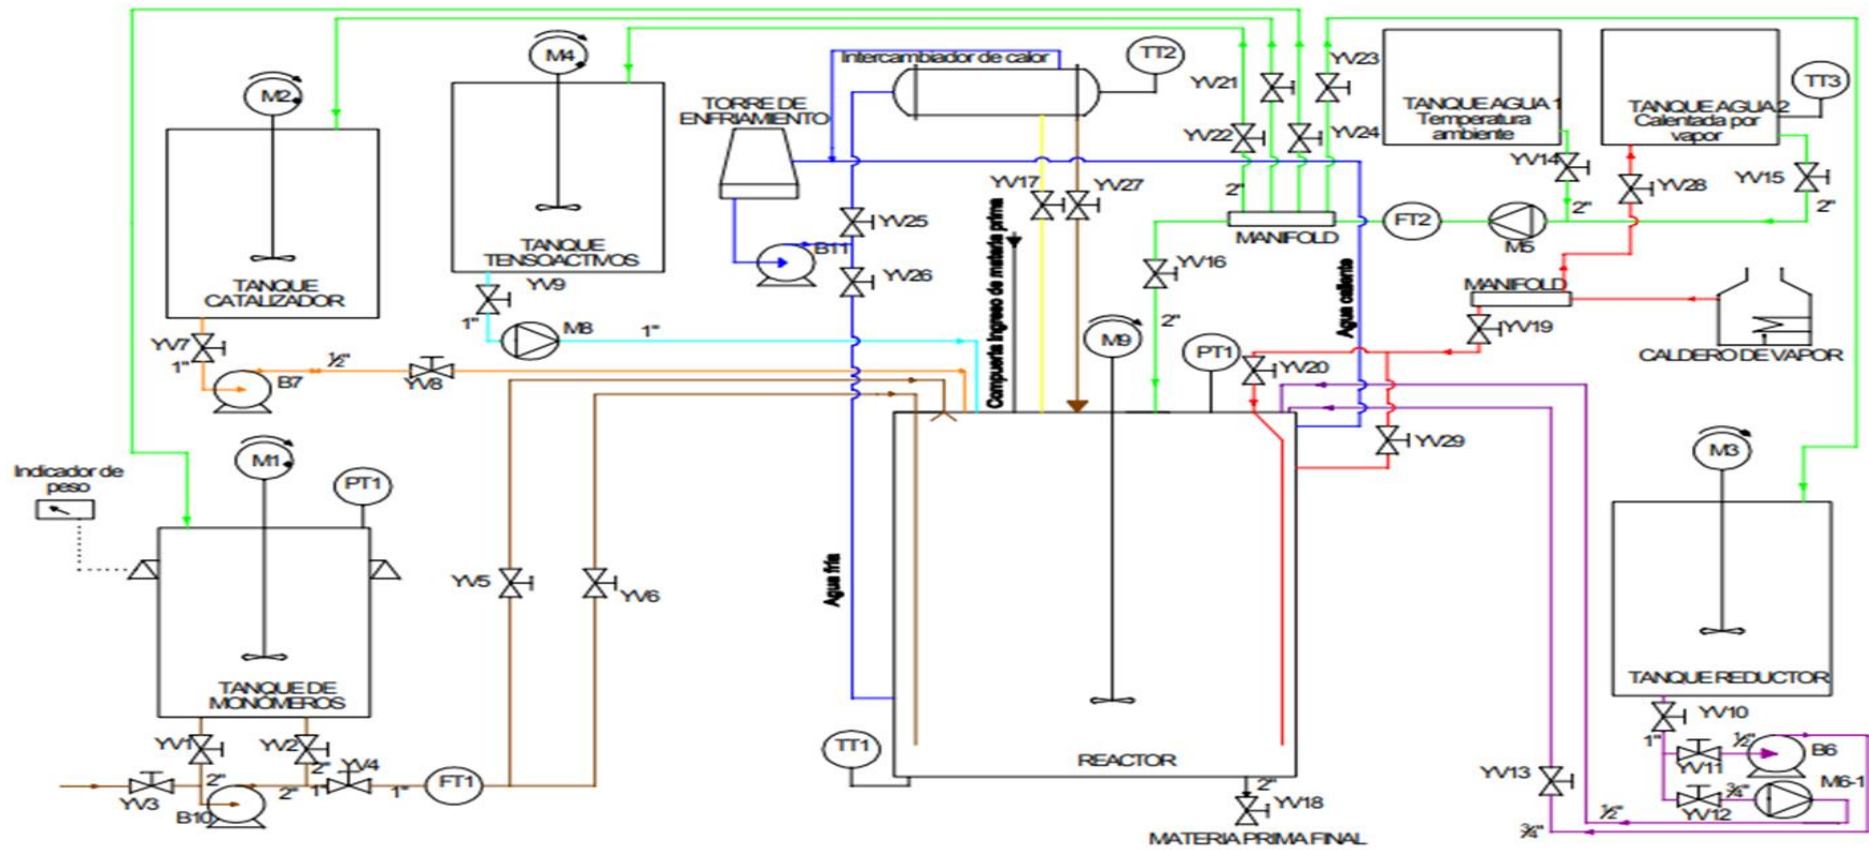 M4
TT2
YV23
Intercambiador de calor
YV21
TT3
M2
TORRE DE
ENFRIAMIENTO
TANQUE AGUA 1
Temperatura
ambiente
TANQUE AGUA 2
Calentada por
vapor
YV22
YV24
YV14
YV15
YV17
YV27
YV28
2"
2"
2"
FT2
M5
MANIFOLD
TANQUE
TENSOACTIVOS
YV25
B11
YV26
YV16
Compuerta ingreso de materia prima
Agua caliente
TANQUE
CATALIZADOR
YV9
1"
M8
1"
2"
MANIFOLD
YV19
CALDERO DE VAPOR
M9
PT1
YV20
YV7
1"
½"
B7
YV8
YV29
M1
M3
Indicador de
peso
PT1
YV5
YV6
Agua fría
TANQUE DE
MONÓMEROS
TANQUE REDUCTOR
YV1
YV2
YV10
1"
TT1
REACTOR
½"
B6
YV11
2"
2"
YV4
FT1
YV3
2"
1"
1"
B10
2"
YV18
YV13
M6-1
¾"
YV12
½"
¾"
MATERIA PRIMA FINAL